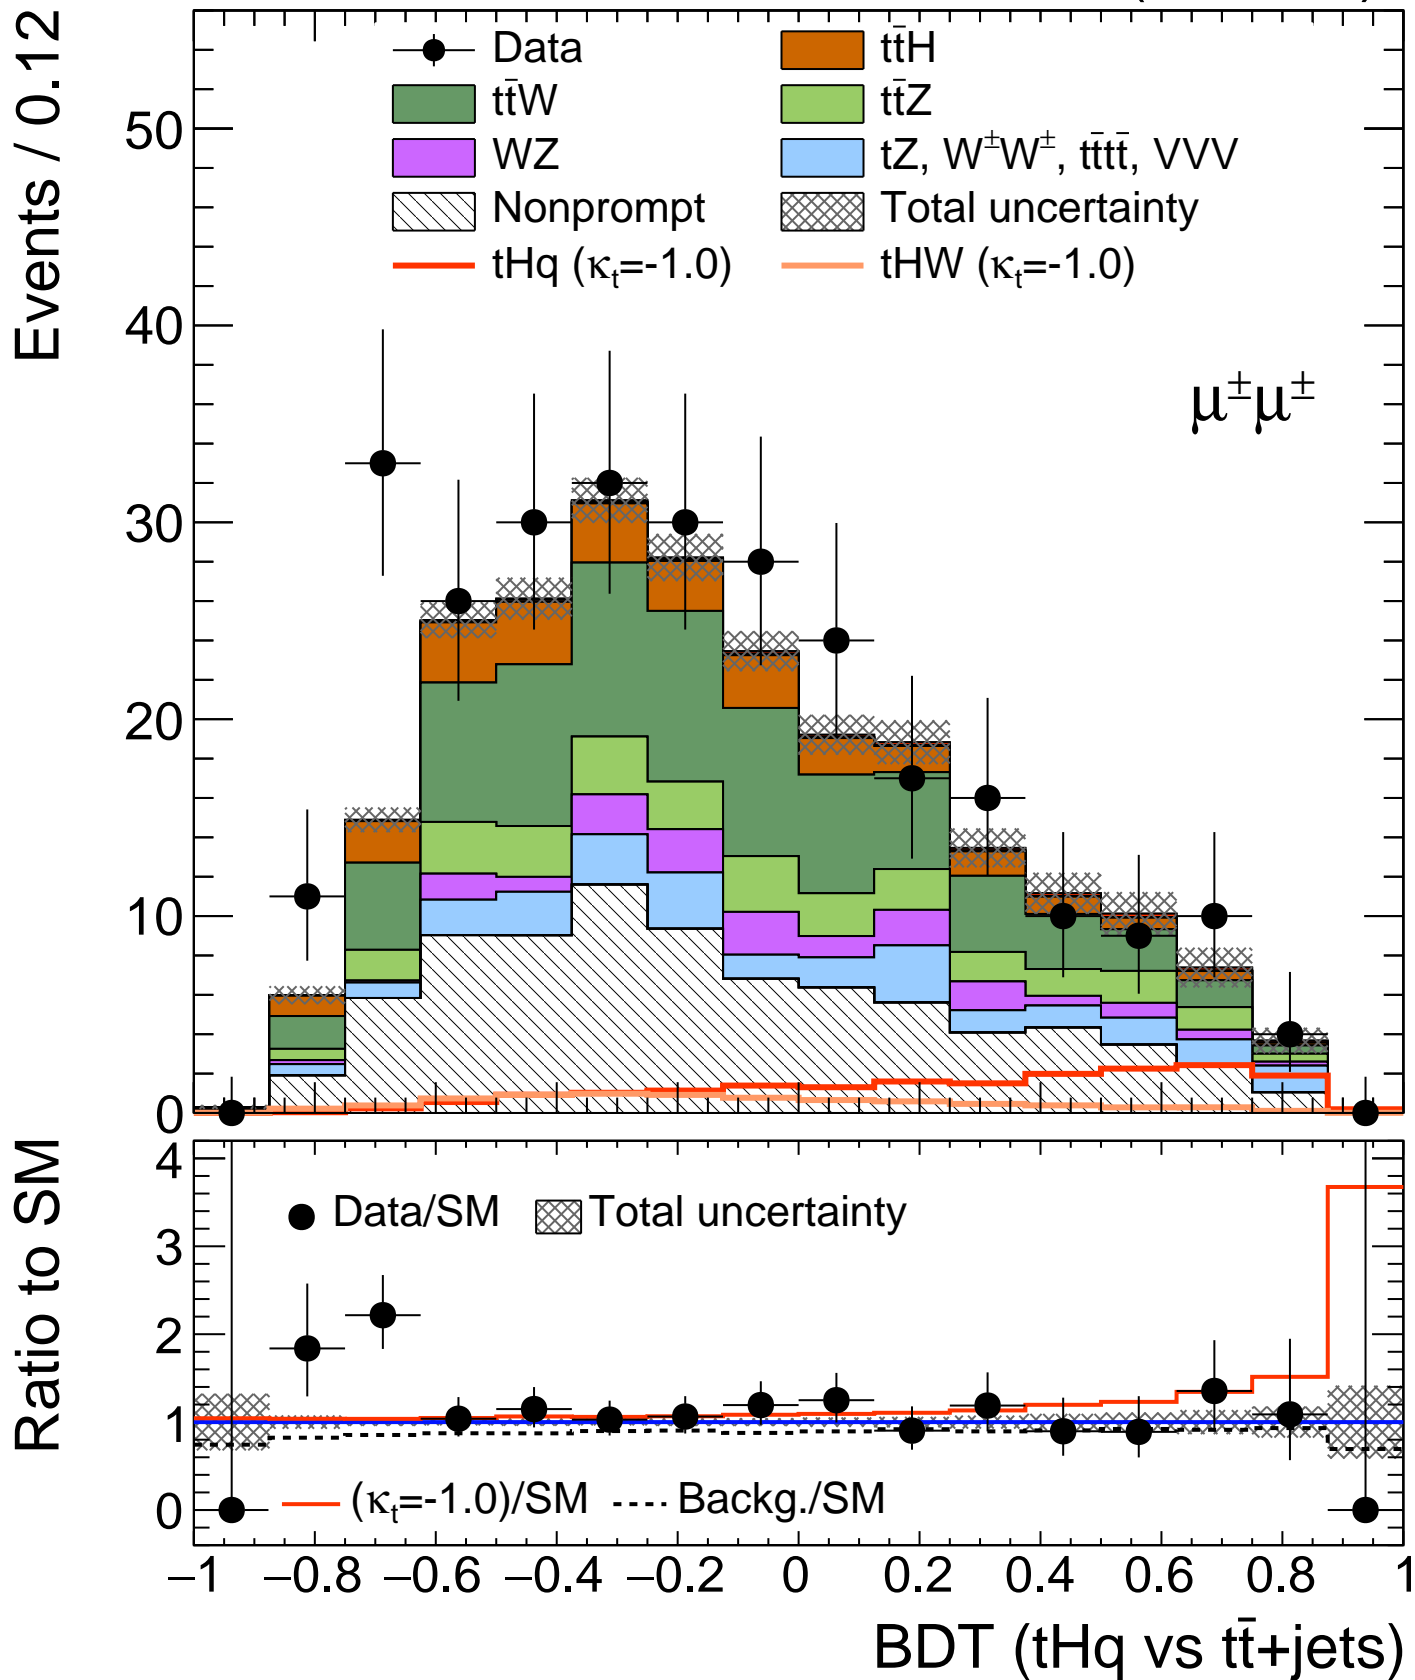 Events / 0.12
Data
tt̄H
tt̄W
tt̄Z
WZ
tZ, W±W±, tt̄tt̄, VVV
Nonprompt
Total uncertainty
tHq (κt=-1.0)
tHW (κt=-1.0)
μ±μ±
50
40
30
20
10
0
Ratio to SM
Data/SM
Total uncertainty
(κt=-1.0)/SM
Backg./SM
4
3
2
1
0
−1 −0.8 −0.6 −0.4 −0.2 0 0.2 0.4 0.6 0.8 1
BDT (tHq vs tt̄+jets)